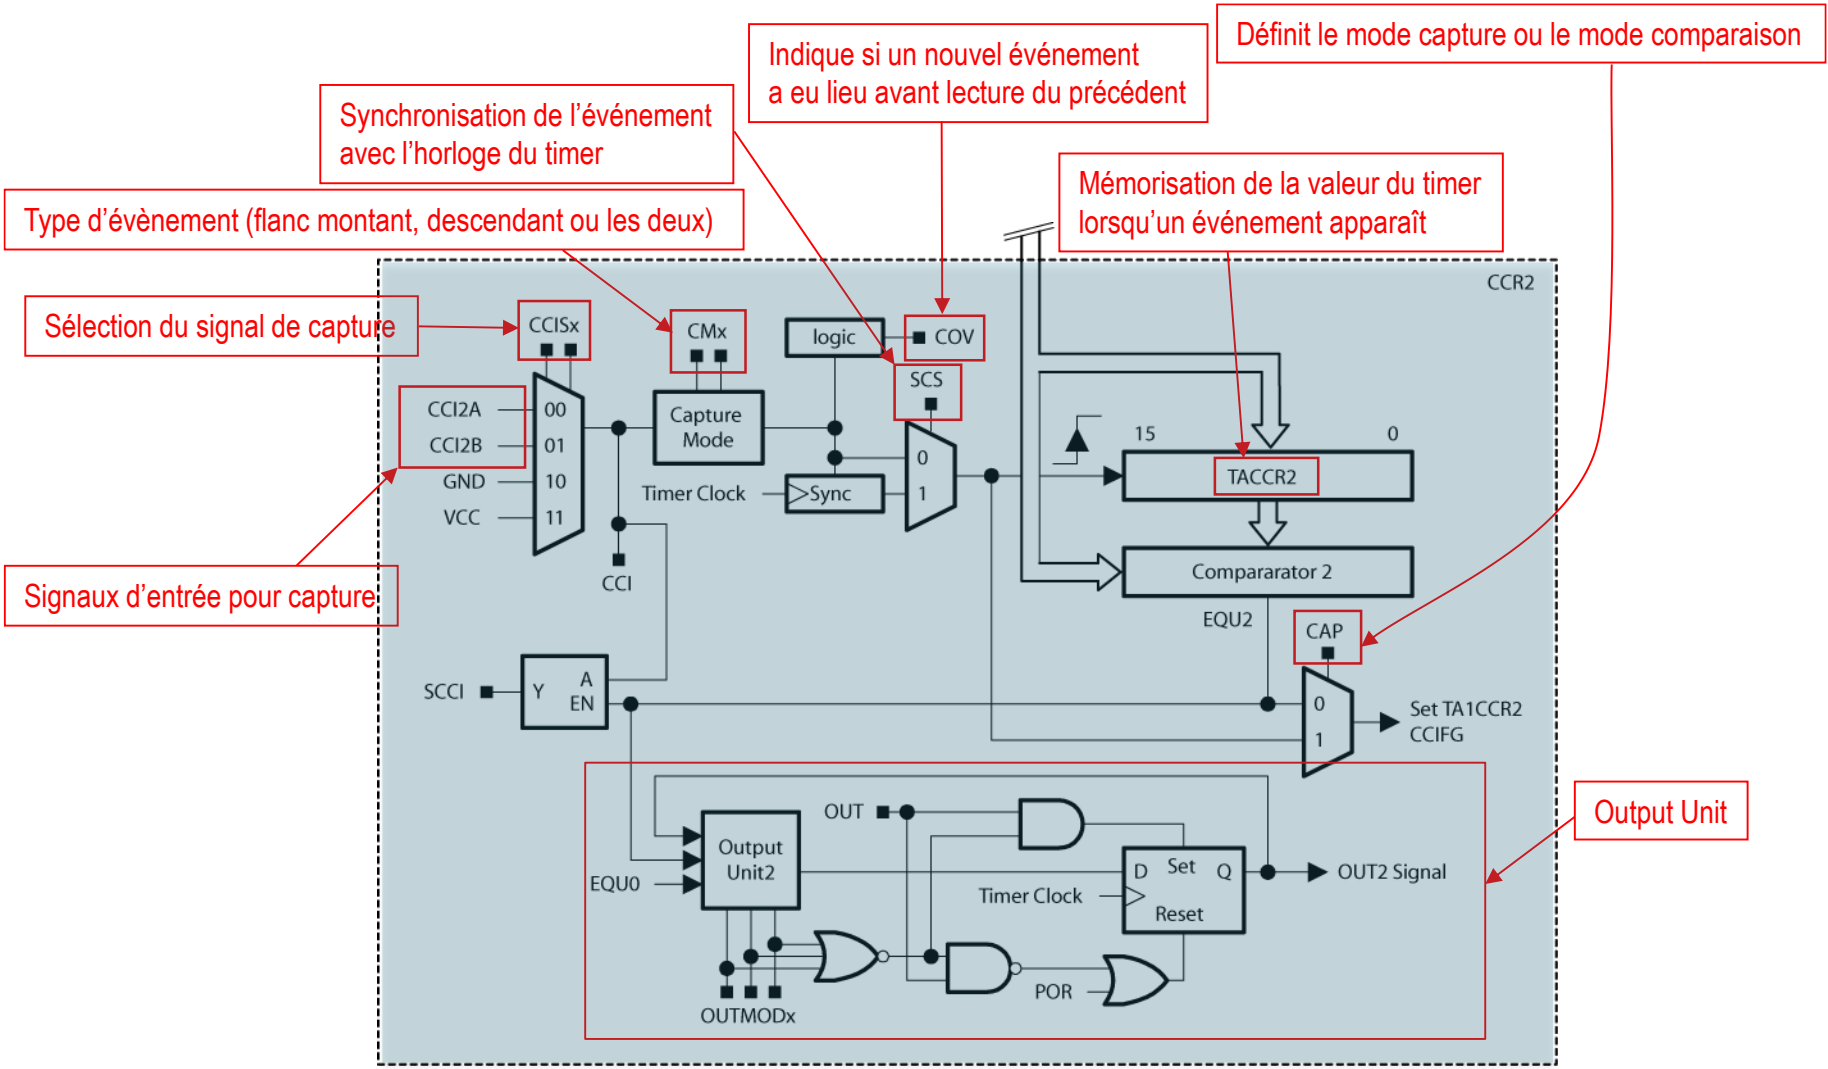 Définit le mode capture ou le mode comparaison
Indique si un nouvel événement
a eu lieu avant lecture du précédent
Synchronisation de l'événement
avec l'horloge du timer
Mémorisation de la valeur du timer
lorsqu'un événement apparaît
Type d'évènement (flanc montant, descendant ou les deux)
Sélection du signal de capture
Signaux d'entrée pour capture
Output Unit
CCR2
CCISx
CMx
logic
COV
SCS
CCI2A
CCI2B
GND
VCC
00
01
10
11
Capture
Mode
Timer Clock
Sync
0
1
15
0
TACCR2
Compararator 2
EQU2
CCI
CAP
SCCI
Y
A
EN
0
1
Set TA1CCR2
CCIFG
OUT
Output
Unit2
EQU0
D
Set
Q
Timer Clock
Reset
OUT2 Signal
POR
OUTMODx